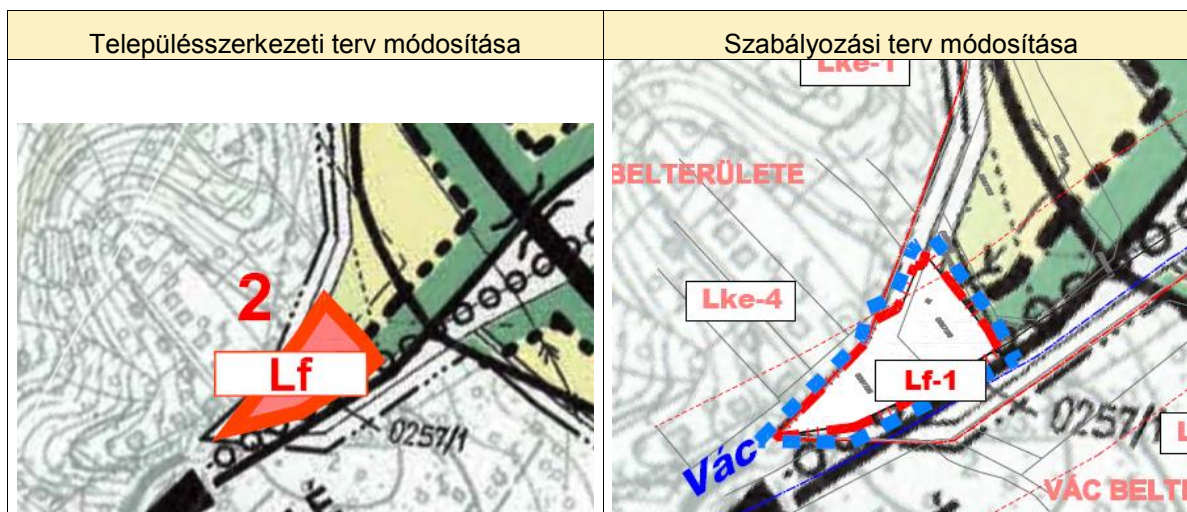 Településszerkezeti terv módosítása
Szabályozási terv módosítása
2
Lf
0257/1
Lke-1
BELTERÜLETE
Lke-4
Lf-1
0257/1
Vác
VÁC BELT